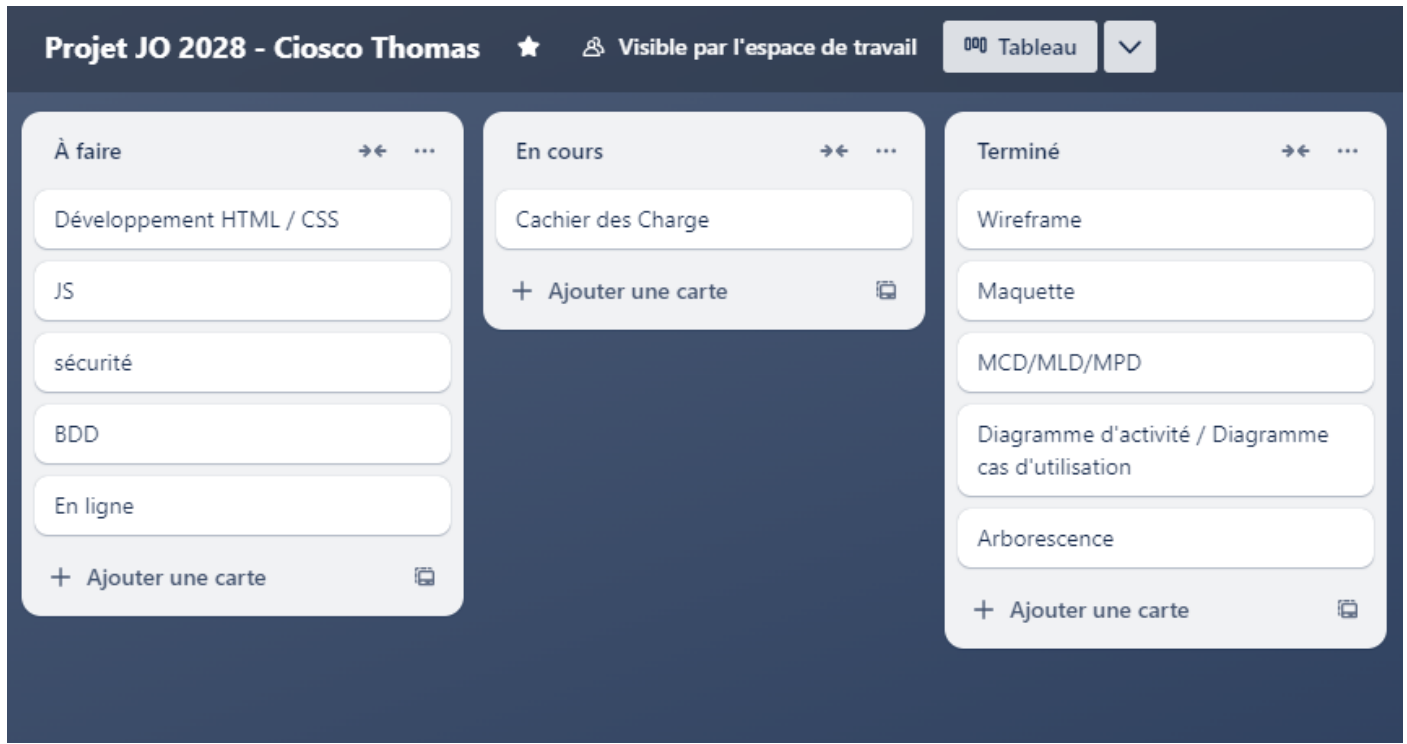 Projet JO 2028 - Ciosco Thomas
Visible par l'espace de travail
Tableau
À faire
Développement HTML / CSS
JS
sécurité
BDD
En ligne
Ajouter une carte
En cours
Cachier des Charge
Ajouter une carte
Terminé
Wireframe
Maquette
MCD/MLD/MPD
Diagramme d'activité / Diagramme
cas d'utilisation
Arborescence
Ajouter une carte